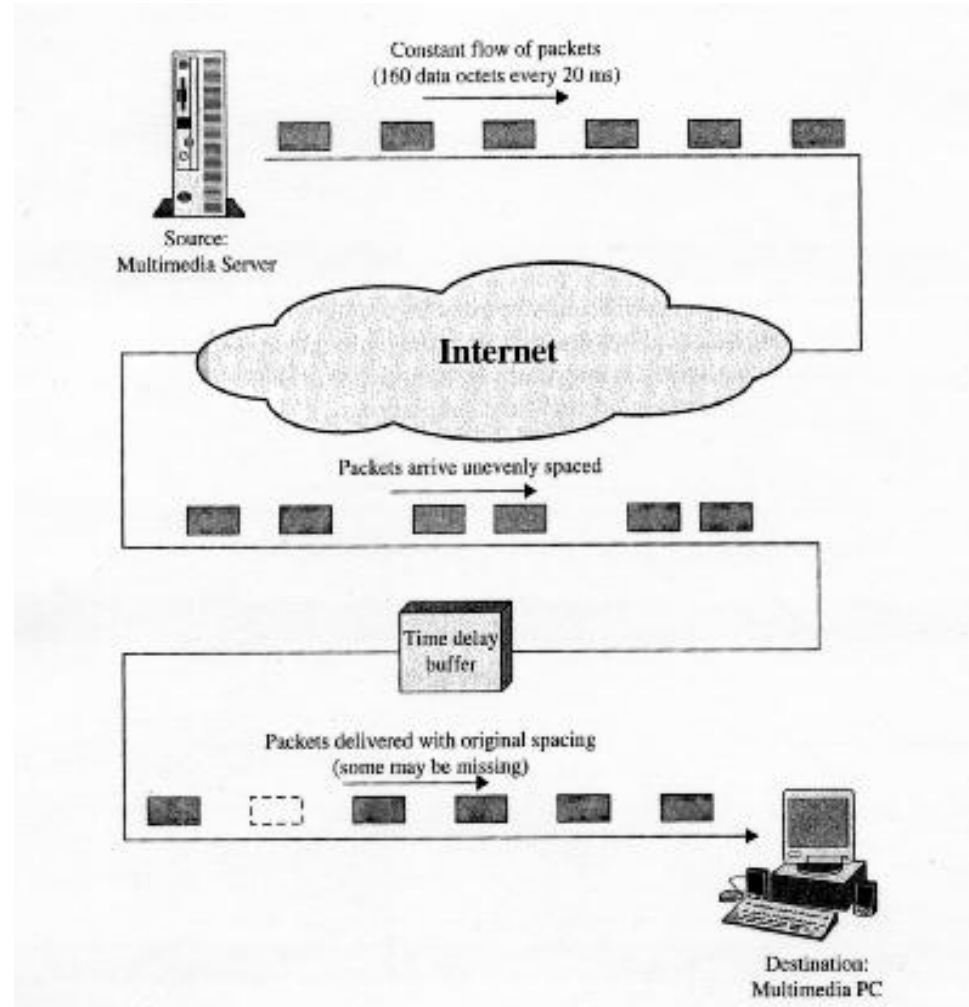 Constant flow of packets
(160 data octets every 20 ms)
Source:
Multimedia Server
Internet
Packets arrive unevenly spaced
Time delay
buffer
Packets delivered with original spacing
(some may be missing)
Destination:
Multimedia PC